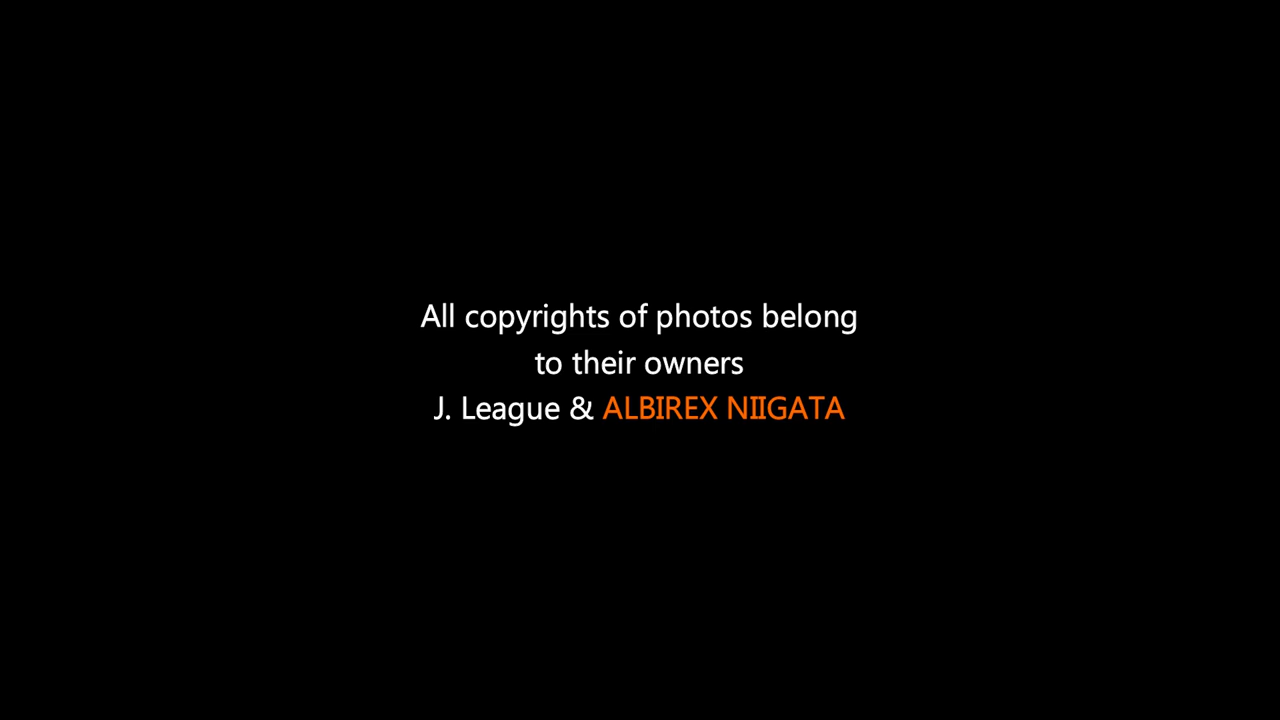 All copyrights of photos belong
to their owners
J. League & ALBIREX NIIGATA